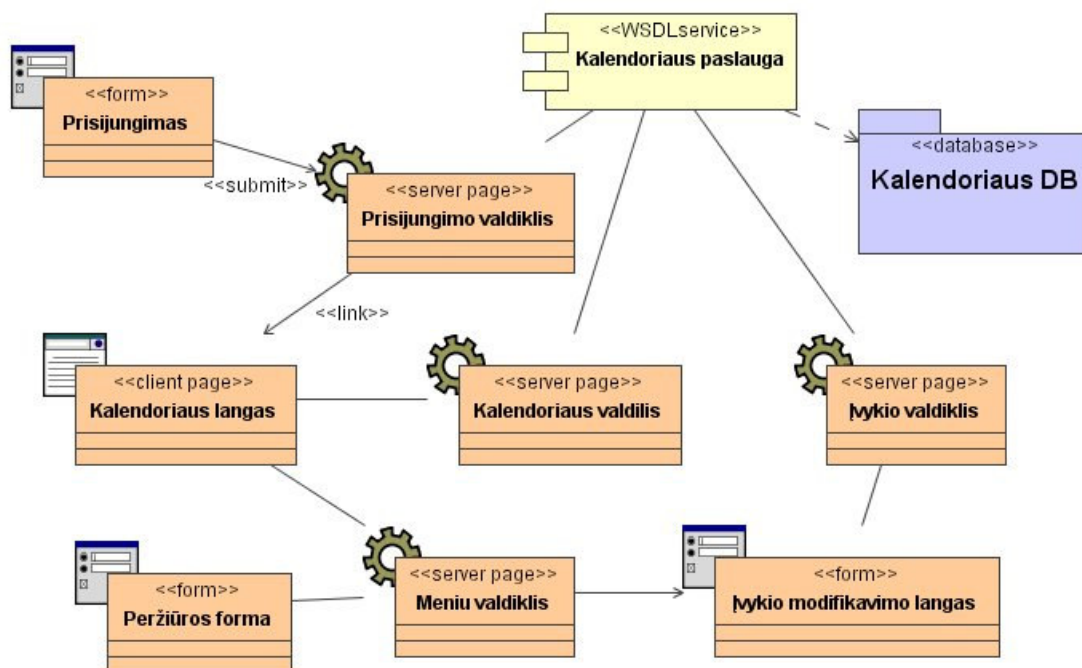 <<WSDLservice>>
Kalendoriaus paslauga
<<form>>
Prisijungimas
<<submit>>
<<server page>>
Prisijungimo valdiklis
<<database>>
Kalendoriaus DB
<<link>>
<<client page>>
Kalendoriaus langas
<<server page>>
Kalendoriaus valdilis
<<server page>>
Įvykio valdiklis
<<form>>
Peržiūros forma
<<server page>>
Meniu valdiklis
<<form>>
Įvykio modifikavimo langas